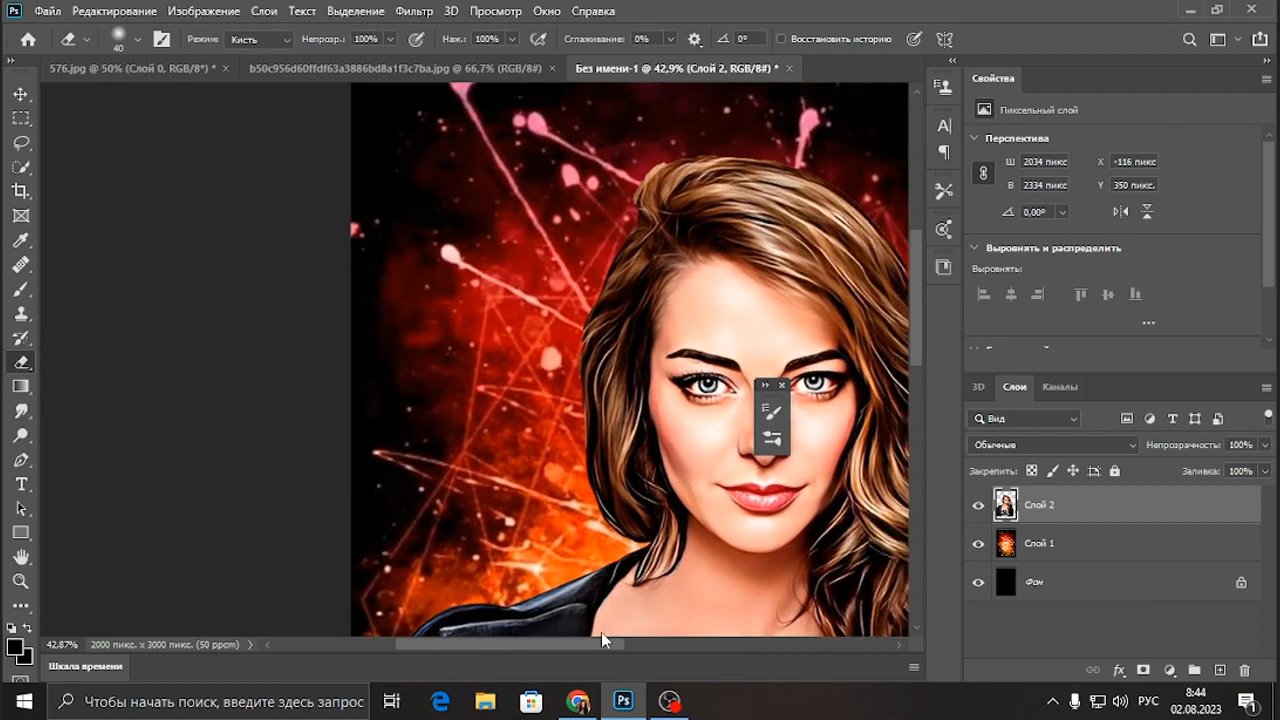 Ps Файл Редактирование Изображение Слои Текст Выделение Фильтр 3D Просмотр Окно Справка
40 Режим: Кисть Непрозр.: 100% Наж.: 100% Сглаживание: 0% 0° Восстановить историю
576.jpg @ 50% (Слой 0, RGB/8*) * × b50c956d60ffdf63a3886bd8a1f3c7ba.jpg @ 66,7% (RGB/8#) × Без имени-1 @ 42,9% (Слой 2, RGB/8#) * ×
Свойства
Пиксельный слой
Перспектива
Ш 2034 пикс X -116 пикс
В 2334 пикс Y 350 пикс.
0,00°
Выровнять и распределить
Выровнять:
3D Слои Каналы
Вид
Обычные Непрозрачность: 100%
Закрепить: Заливка: 100%
Слой 2
Слой 1
Фон
42,87% 2000 пикс. x 3000 пикс. (50 ppcm)
Шкала времени
Чтобы начать поиск, введите здесь запрос
Ps
РУС
8:44
02.08.2023
1